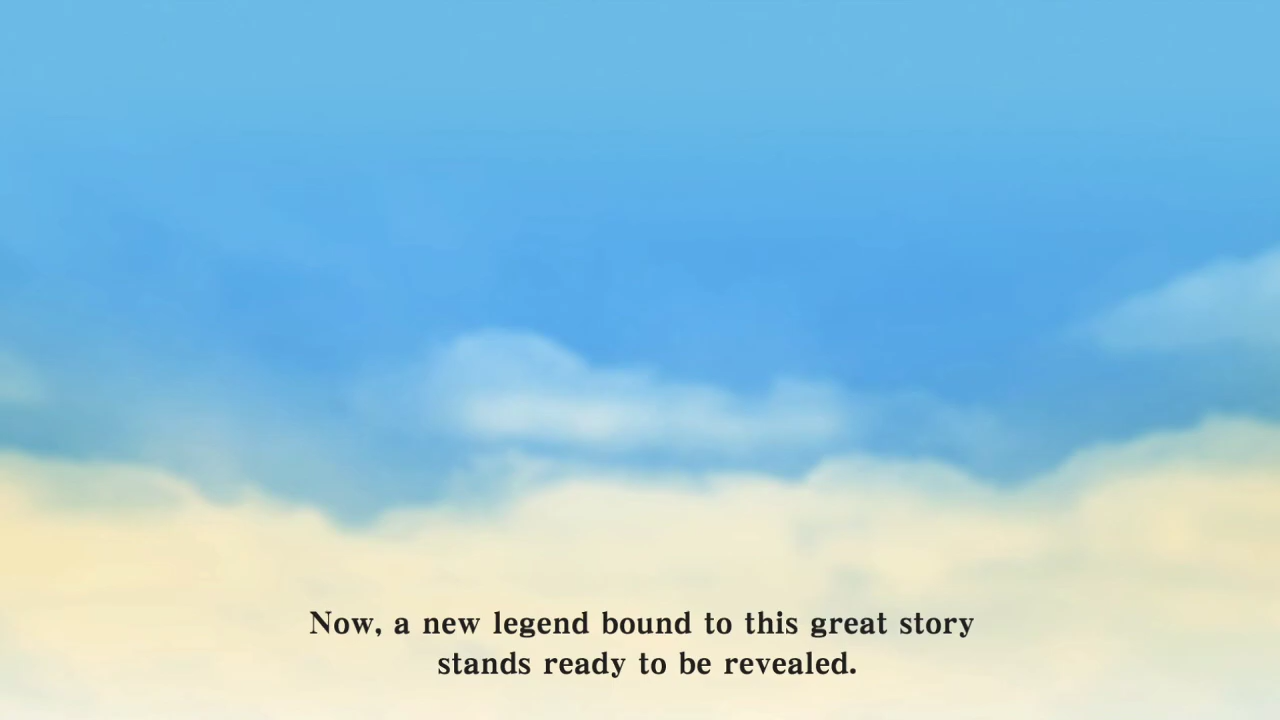 Now, a new legend bound to this great story
stands ready to be revealed.